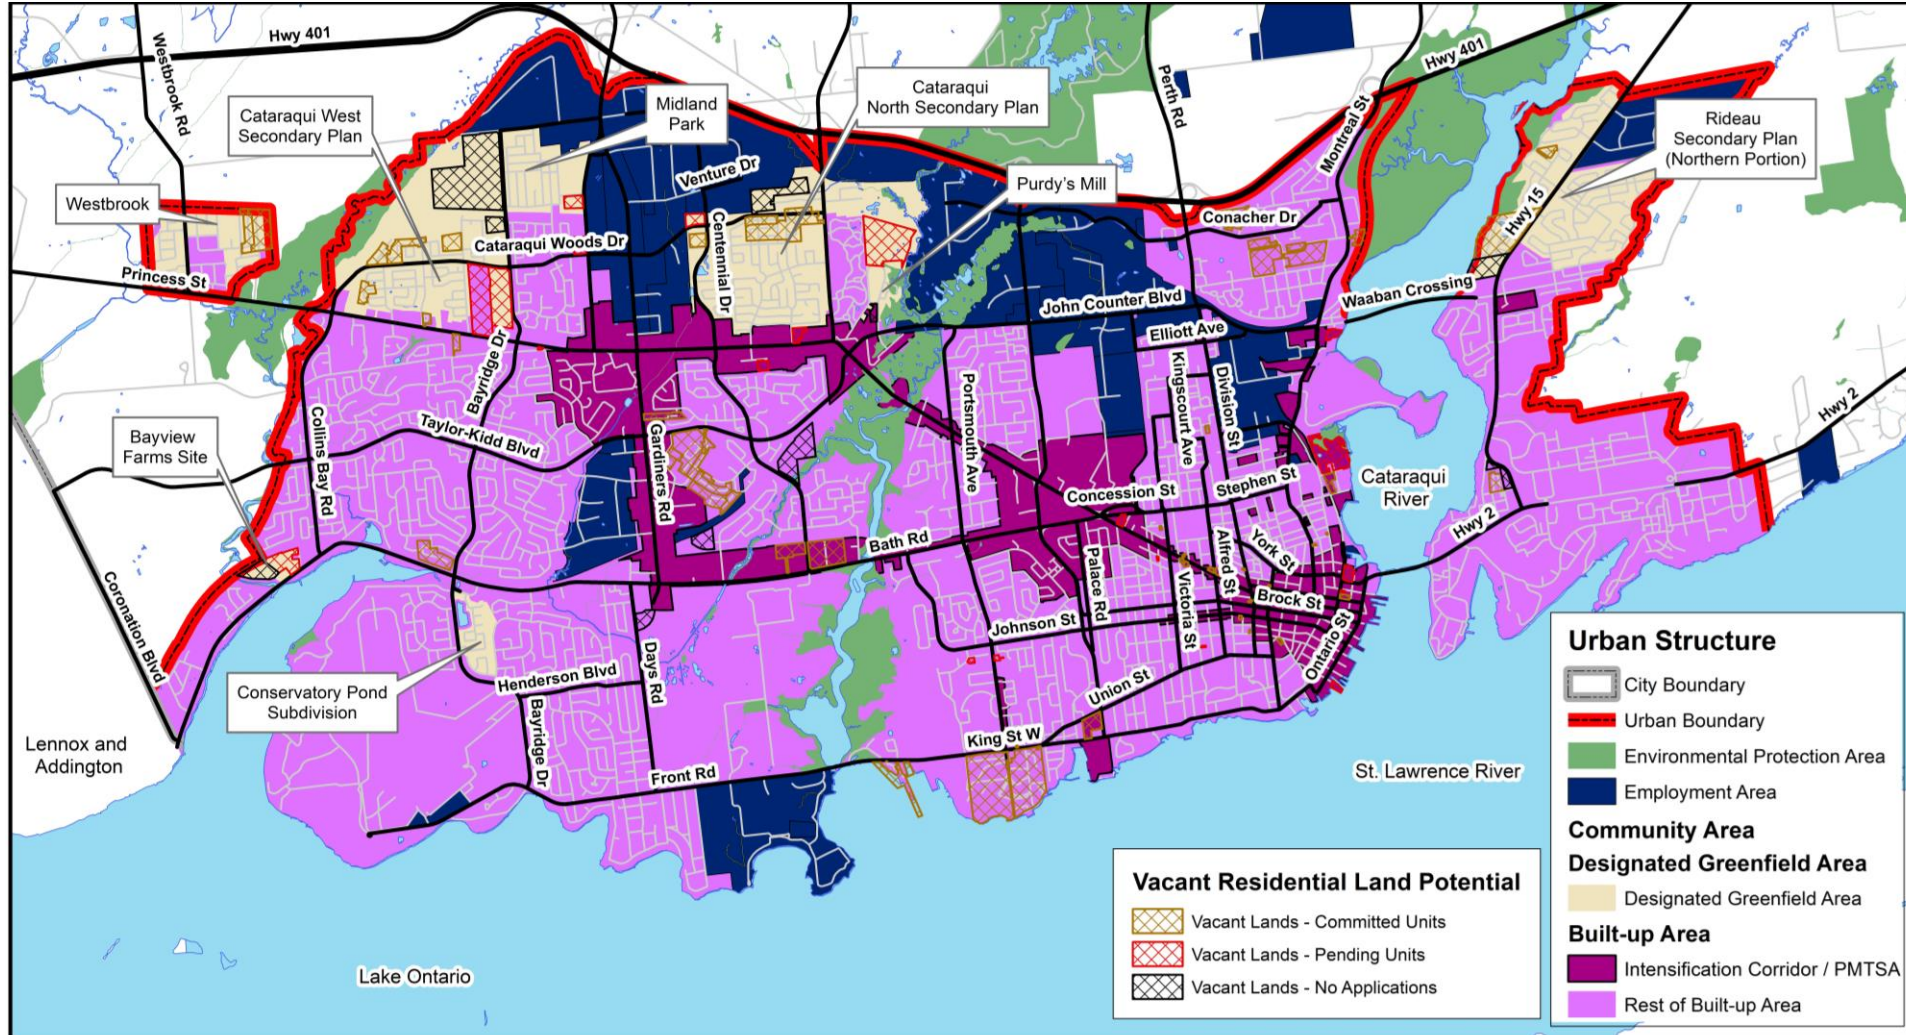 Hwy 401
Westbrook Rd
Cataraqui West
Secondary Plan
Midland
Park
Cataraqui
North Secondary Plan
Perth Rd
Hwy 401
Montreal St
Rideau
Secondary Plan
(Northern Portion)
Westbrook
Venture Dr
Purdy's Mill
Conacher Dr
Hwy 15
Cataraqui Woods Dr
Centennial Dr
Princess St
Waaban Crossing
John Counter Blvd
Elliott Ave
Bayridge Dr
Kingscourt Ave
Division St
Portsmouth Ave
Hwy 2
Collins Bay Rd
Taylor-Kidd Blvd
Gardiners Rd
Bayview
Farms Site
Concession St
Stephen St
Cataraqui
River
Bath Rd
York St
Alfred St
Hwy 2
Coronation Blvd
Palace Rd
Victoria St
Brock St
Johnson St
Ontario St
Days Rd
Henderson Blvd
Union St
Conservatory Pond
Subdivision
Bayridge Dr
King St W
Front Rd
Lennox and
Addington
St. Lawrence River
Lake Ontario
Vacant Residential Land Potential
Vacant Lands - Committed Units
Vacant Lands - Pending Units
Vacant Lands - No Applications
Urban Structure
City Boundary
Urban Boundary
Environmental Protection Area
Employment Area
Community Area
Designated Greenfield Area
Designated Greenfield Area
Built-up Area
Intensification Corridor / PMTSA
Rest of Built-up Area